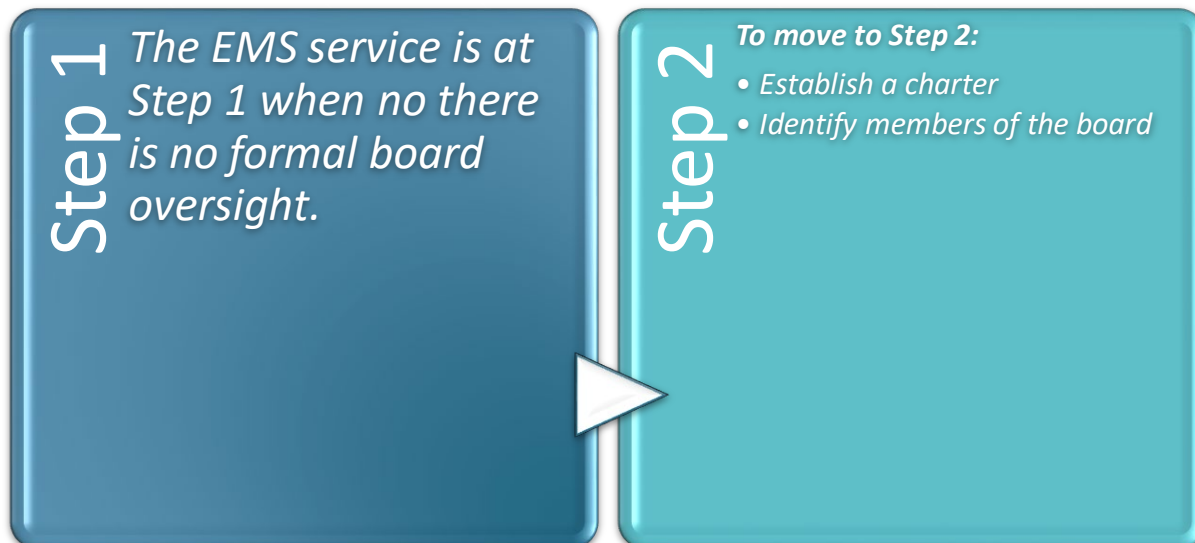 Step 1
The EMS service is at
Step 1 when no there
is no formal board
oversight.
Step 2
To move to Step 2:
• Establish a charter
• Identify members of the board